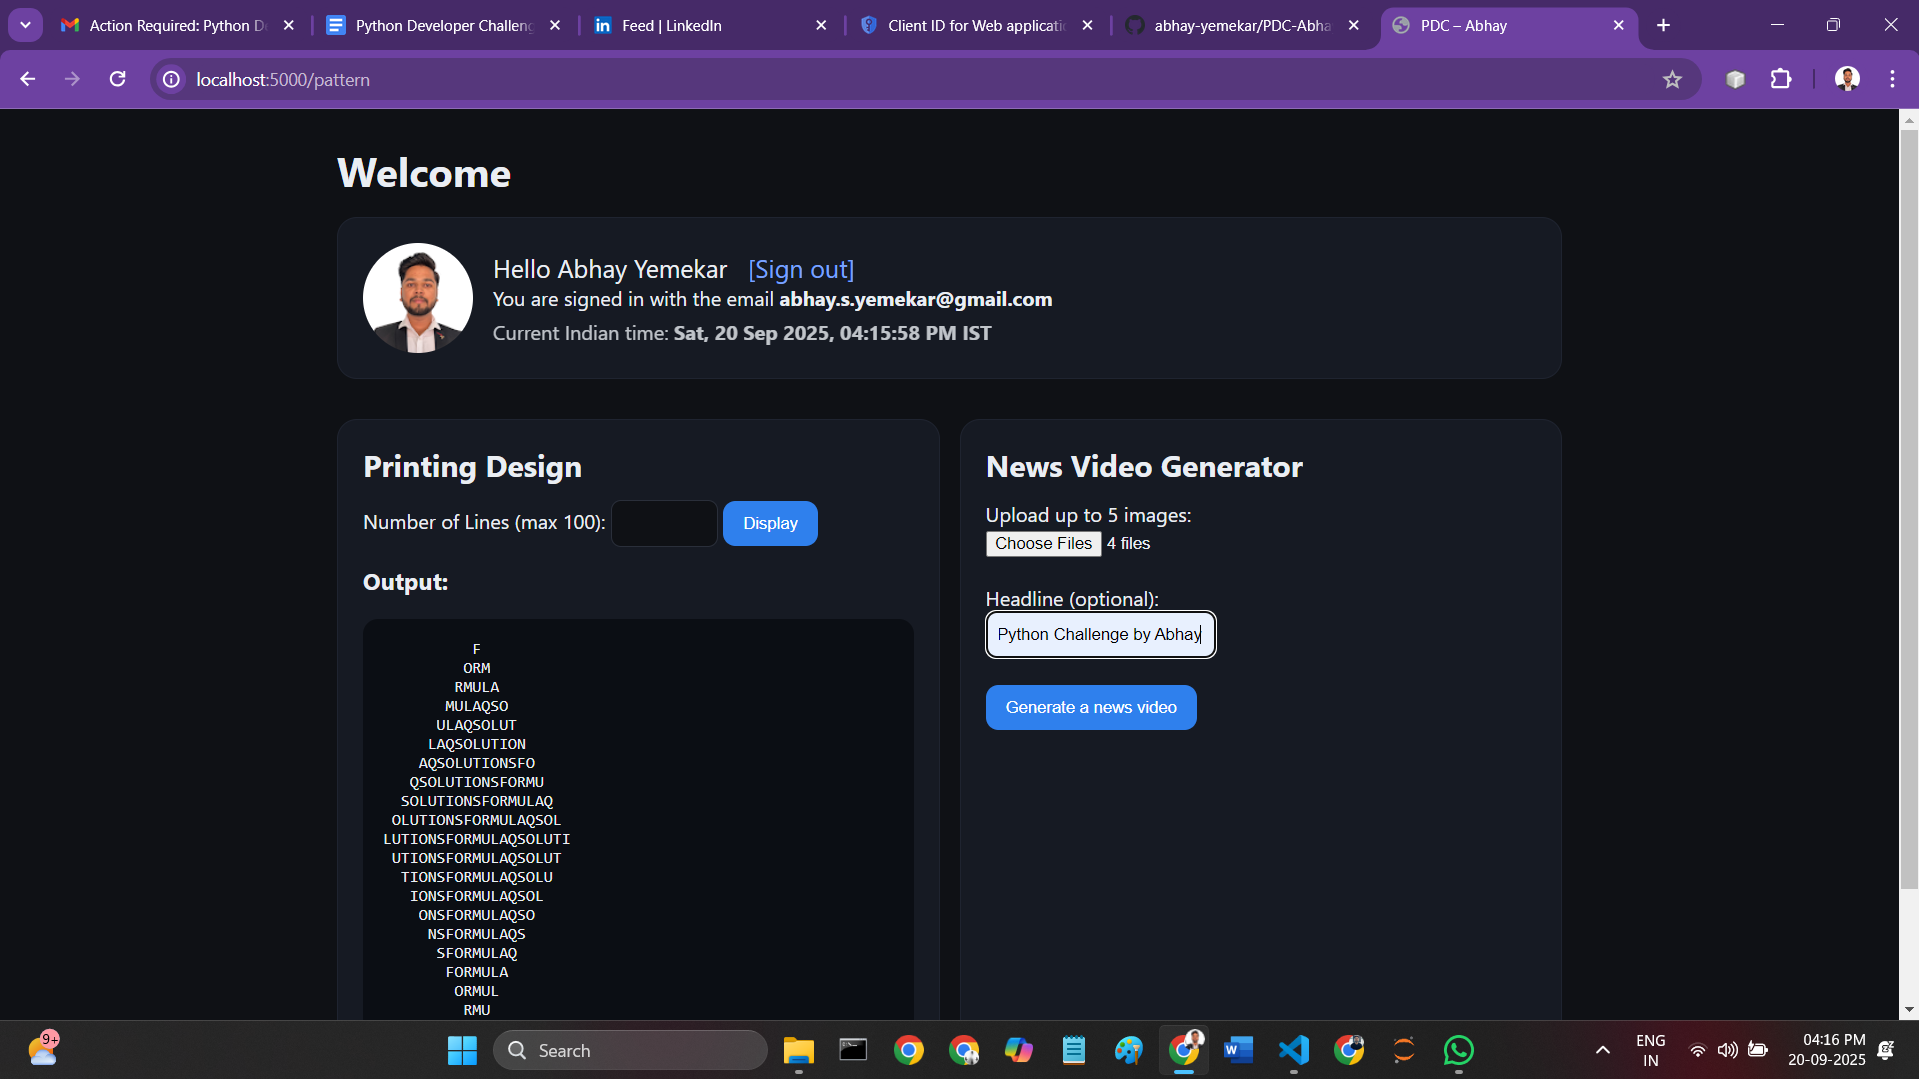 Action Required: Python De
Python Developer Challeng
Feed | LinkedIn
Client ID for Web applicatio
abhay-yemekar/PDC-Abha
PDC – Abhay
localhost:5000/pattern
Welcome
Hello Abhay Yemekar [Sign out]
You are signed in with the email abhay.s.yemekar@gmail.com
Current Indian time: Sat, 20 Sep 2025, 04:15:58 PM IST
Printing Design
Number of Lines (max 100):
Display
Output:
F
ORM
RMULA
MULAQSO
ULAQSOLUT
LAQSOLUTION
AQSOLUTIONSFO
QSOLUTIONSFORMU
SOLUTIONSFORMULAQ
OLUTIONSFORMULAQSOL
LUTIONSFORMULAQSOLUTI
UTIONSFORMULAQSOLUT
TIONSFORMULAQSOLU
IONSFORMULAQSOL
ONSFORMULAQSO
NSFORMULAQS
SFORMULAQ
FORMULA
ORMUL
RMU
News Video Generator
Upload up to 5 images:
Choose Files 4 files
Headline (optional):
Python Challenge by Abhay
Generate a news video
9+
Search
ENG
IN
04:16 PM
20-09-2025